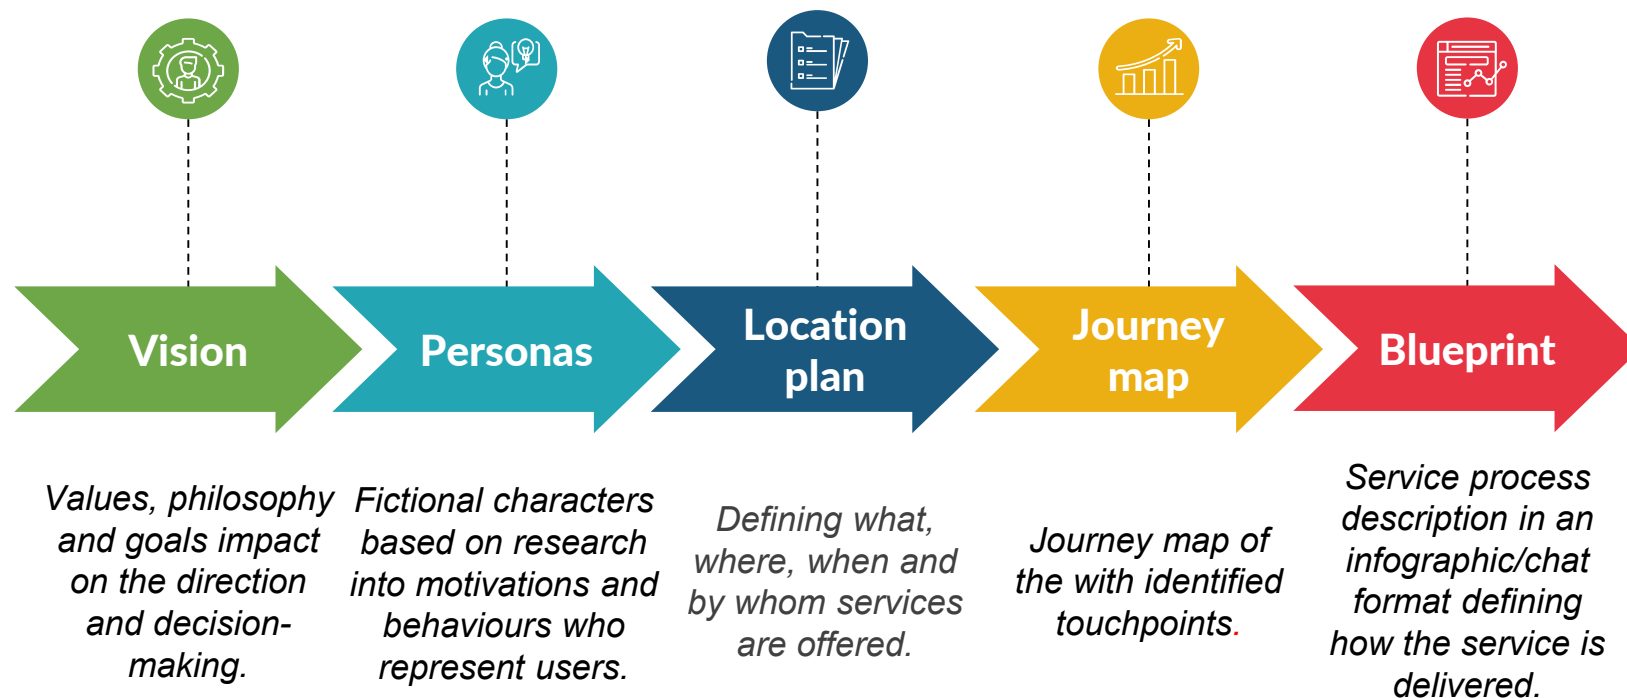 Vision
Personas
Location
plan
Journey
map
Blueprint
Values, philosophy
and goals impact
on the direction
and decision-
making.
Fictional characters
based on research
into motivations and
behaviours who
represent users.
Defining what,
where, when and
by whom services
are offered.
Journey map of
the with identified
touchpoints.
Service process
description in an
infographic/chat
format defining
how the service is
delivered.